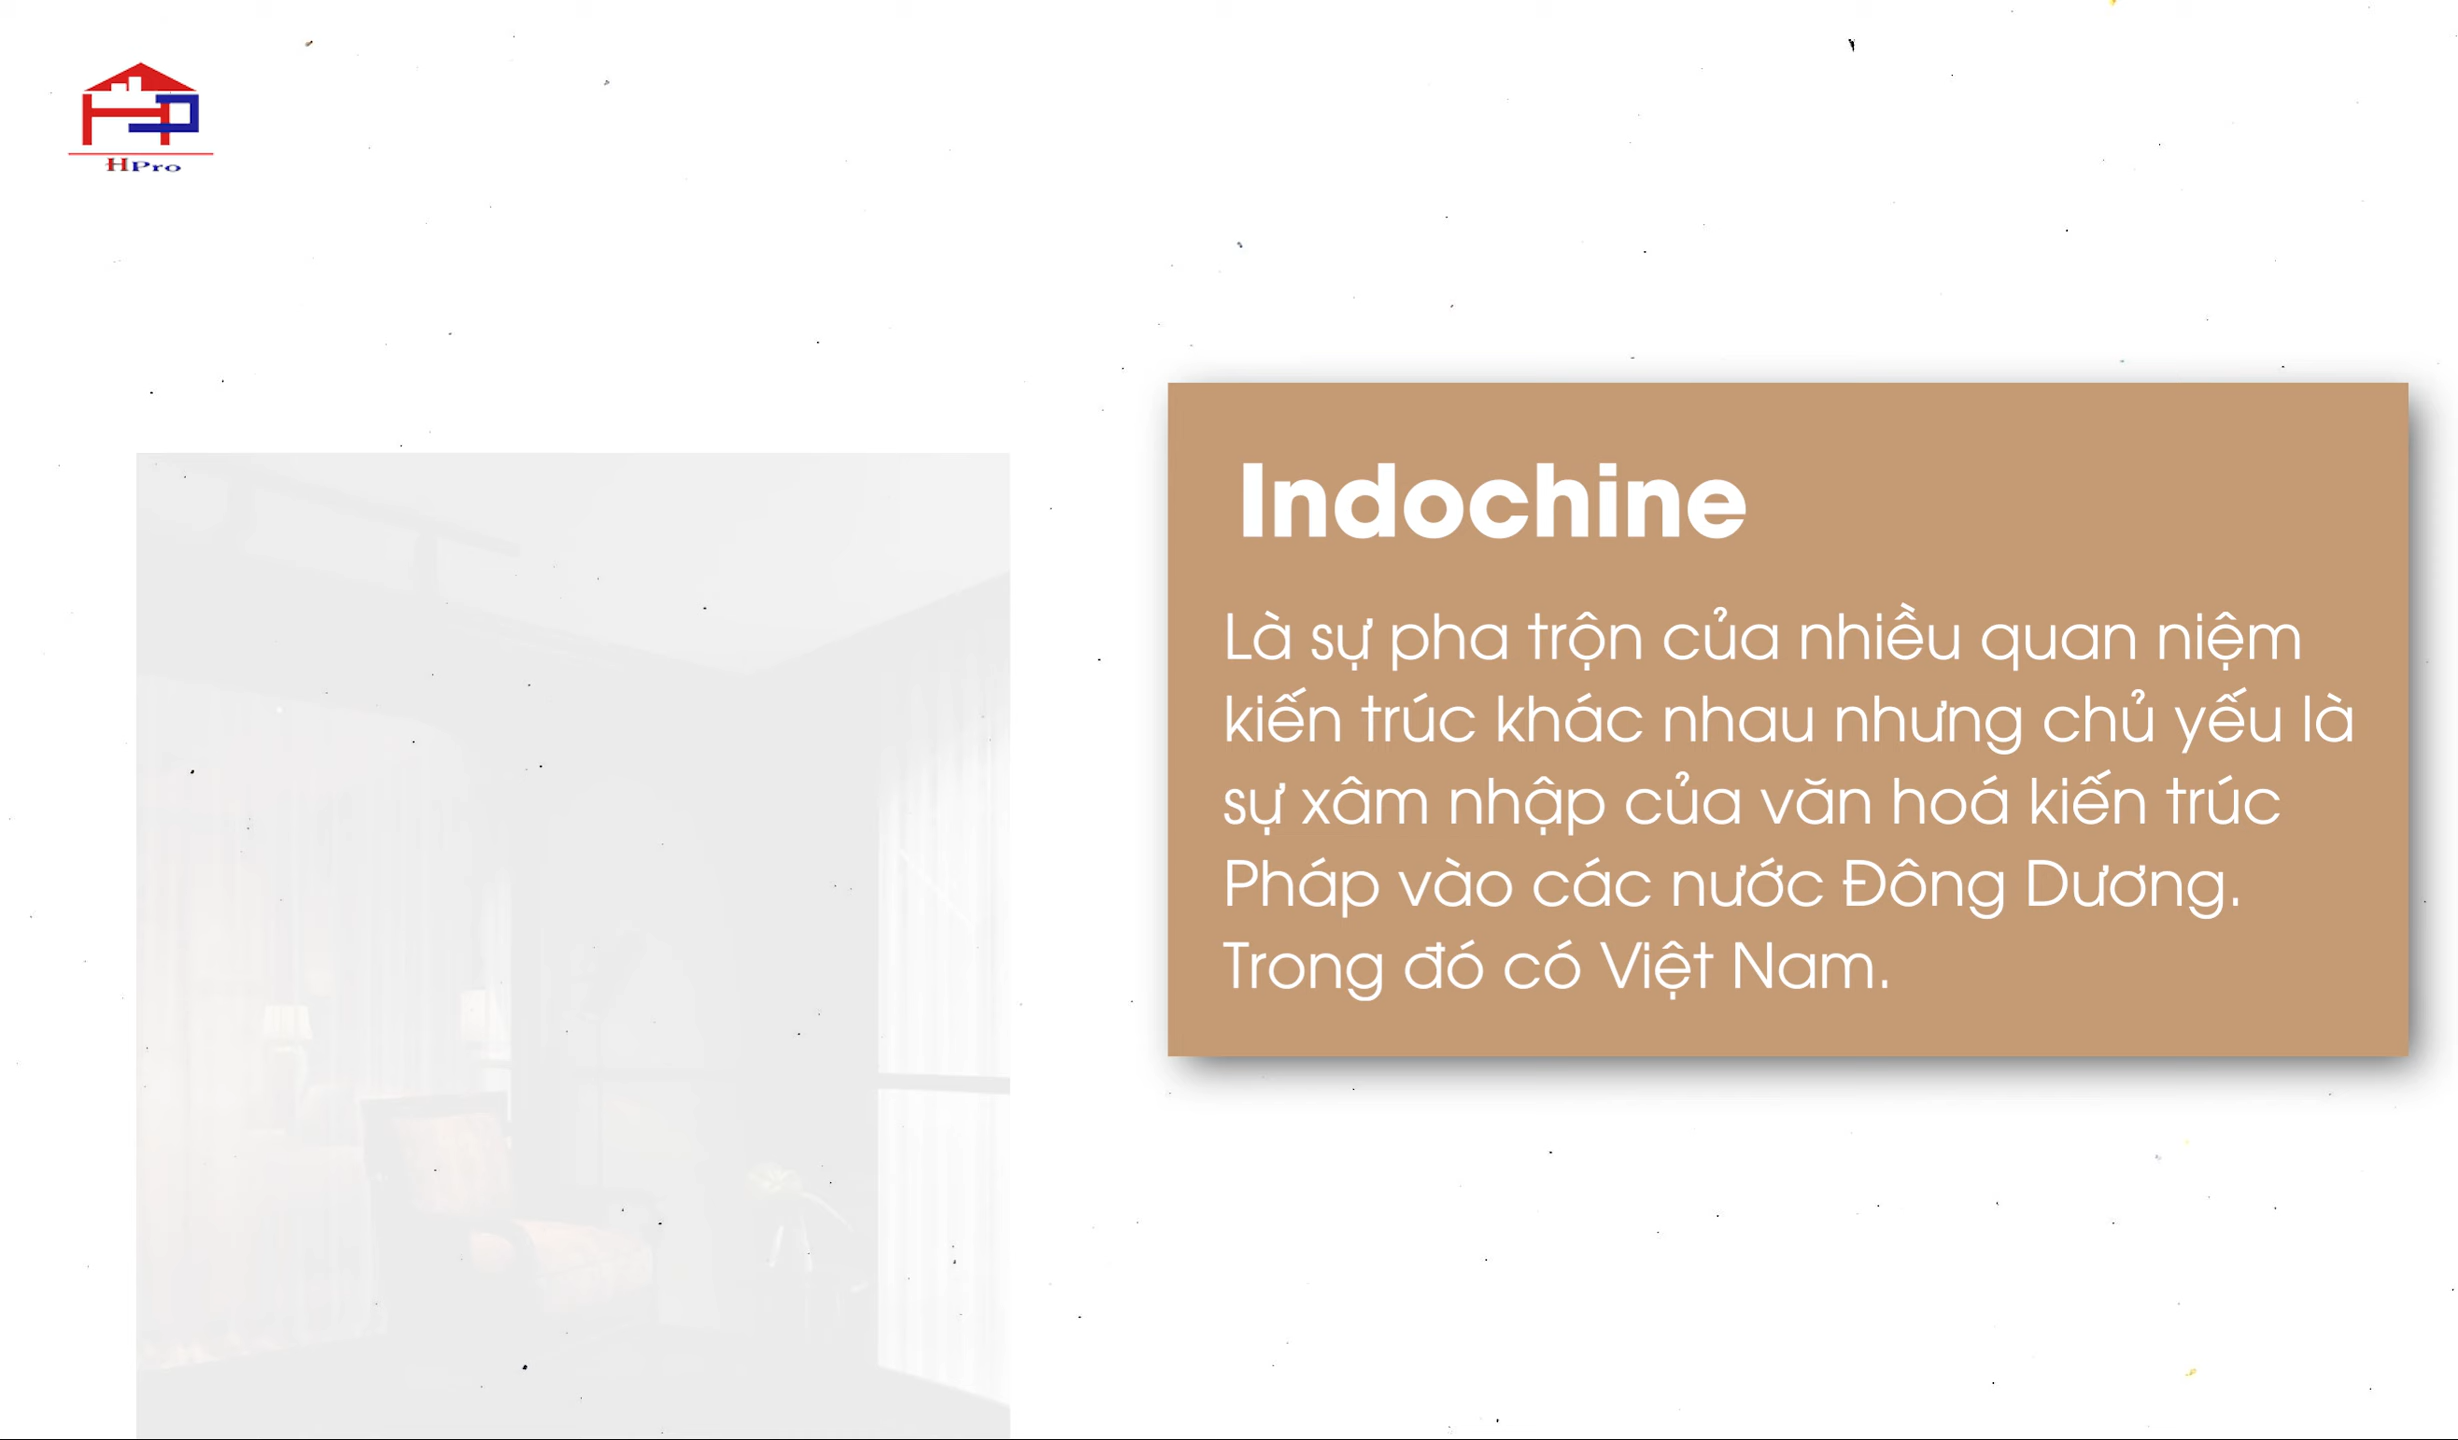 HPro
Indochine
Là sự pha trộn của nhiều quan niệm
kiến trúc khác nhau nhưng chủ yếu là
sự xâm nhập của văn hoá kiến trúc
Pháp vào các nước Đông Dương.
Trong đó có Việt Nam.